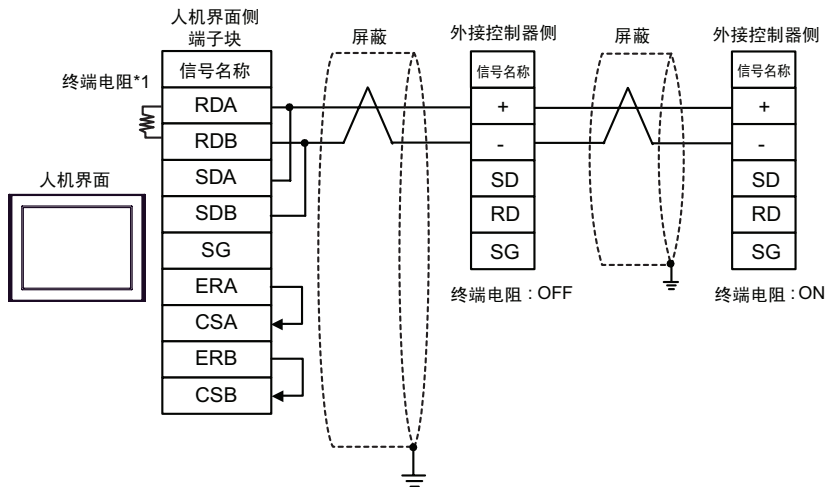 人机界面侧
端子块
屏蔽
外接控制器侧
屏蔽
外接控制器侧
终端电阻*1
信号名称
RDA
RDB
SDA
SDB
SG
ERA
CSA
ERB
CSB
人机界面
信号名称
+
-
SD
RD
SG
终端电阻 : OFF
信号名称
+
-
SD
RD
SG
终端电阻 : ON